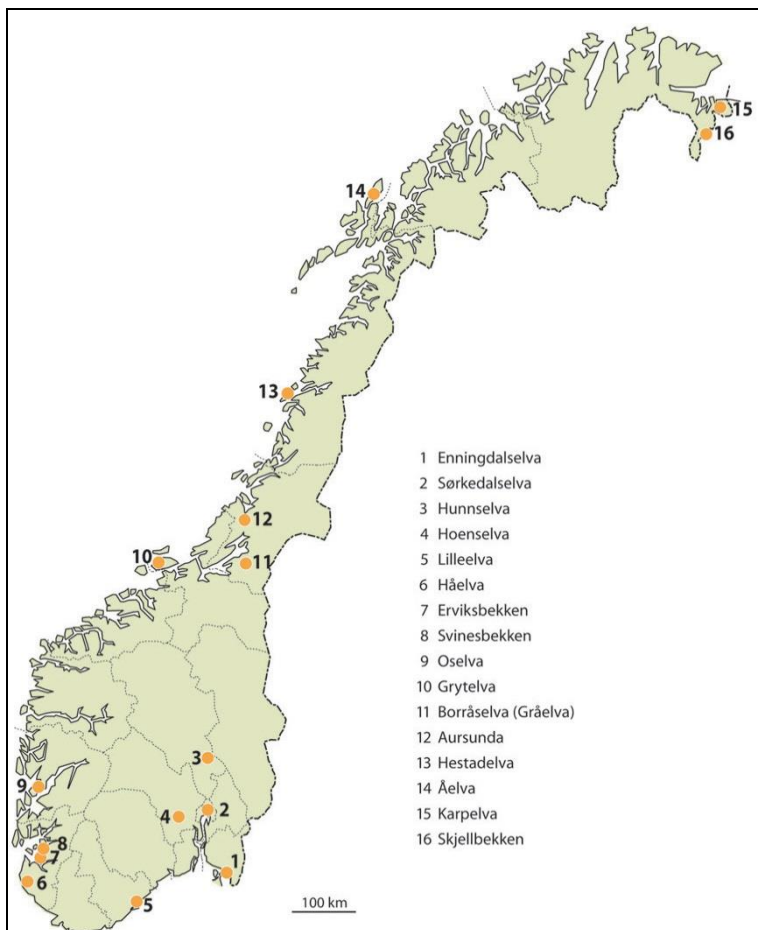 15
16
14
13
12
10
11
3
9
4
2
8
7
6
1
5
100 km
1 Enningdalselva
2 Sørkedalselva
3 Hunnselva
4 Hoenselva
5 Lilleelva
6 Håelva
7 Erviksbekken
8 Svinesbekken
9 Oselva
10 Grytelva
11 Borråselva (Gråelva)
12 Aursunda
13 Hestadelva
14 Åelva
15 Karpelva
16 Skjellbekken